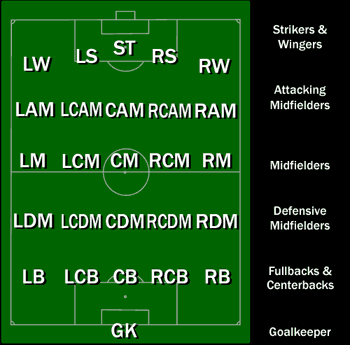 LW LS ST RS RW
Strikers &
Wingers
LAM LCAM CAM RCAM RAM
Attacking
Midfielders
LM LCM CM RCM RM
Midfielders
LDM LCDM CDM RCDM RDM
Defensive
Midfielders
LB LCB CB RCB RB
Fullbacks &
Centerbacks
GK
Goalkeeper